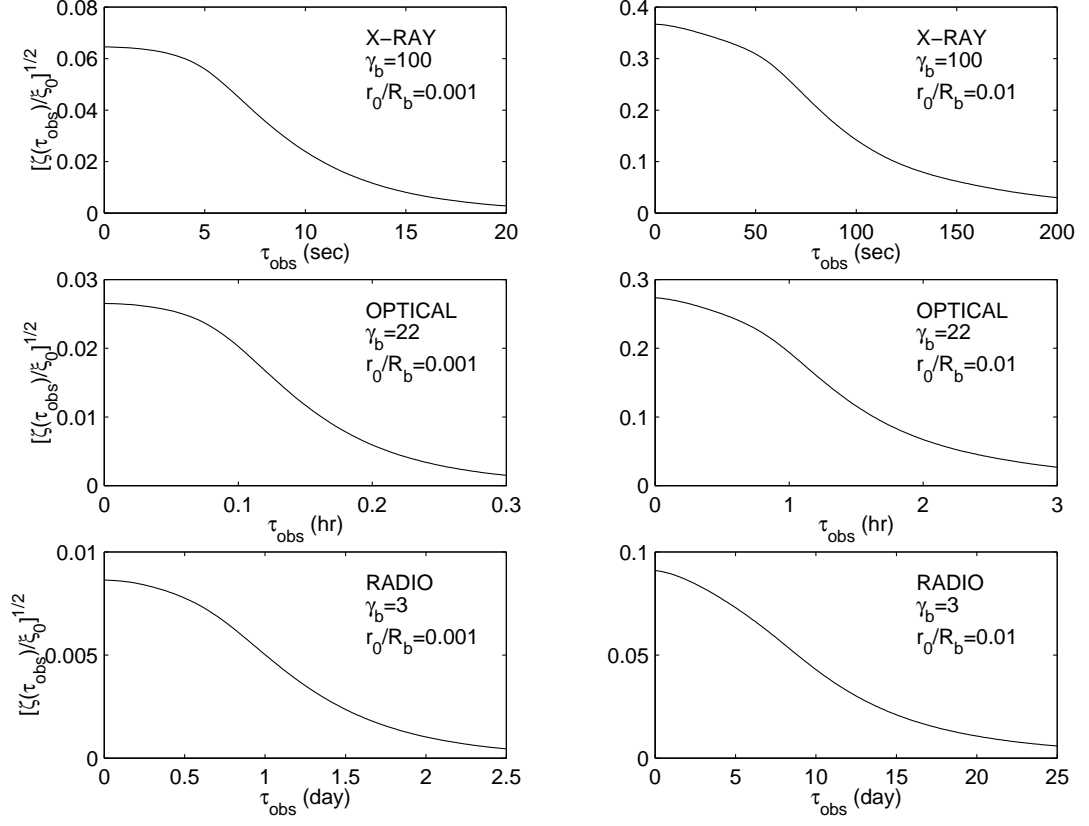 0.08
0.06
0.04
0.02
0
0 5 10 15 20
τobs (sec)
[ζ(τobs)/ξ0]1/2
X−RAY
γb=100
r0/Rb=0.001
0.4
0.3
0.2
0.1
0
0 50 100 150 200
τobs (sec)
X−RAY
γb=100
r0/Rb=0.01
0.03
0.02
0.01
0
0 0.1 0.2 0.3
τobs (hr)
[ζ(τobs)/ξ0]1/2
OPTICAL
γb=22
r0/Rb=0.001
0.3
0.2
0.1
0
0 1 2 3
τobs (hr)
OPTICAL
γb=22
r0/Rb=0.01
0.01
0.005
0
0 0.5 1 1.5 2 2.5
τobs (day)
[ζ(τobs)/ξ0]1/2
RADIO
γb=3
r0/Rb=0.001
0.1
0.05
0
0 5 10 15 20 25
τobs (day)
RADIO
γb=3
r0/Rb=0.01